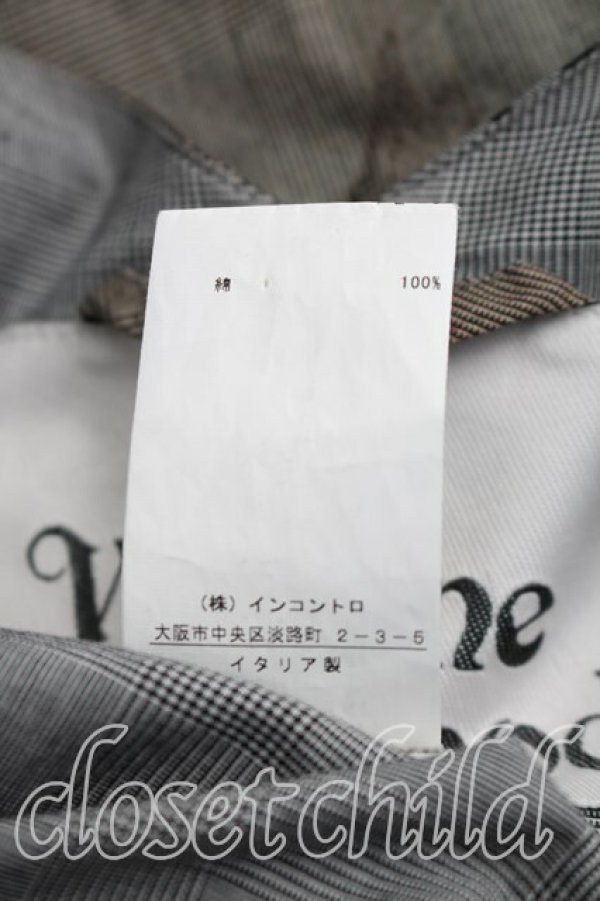 綿 100%
(株) インコントロ
大阪市中央区淡路町 2-3-5
イタリア製
closet child